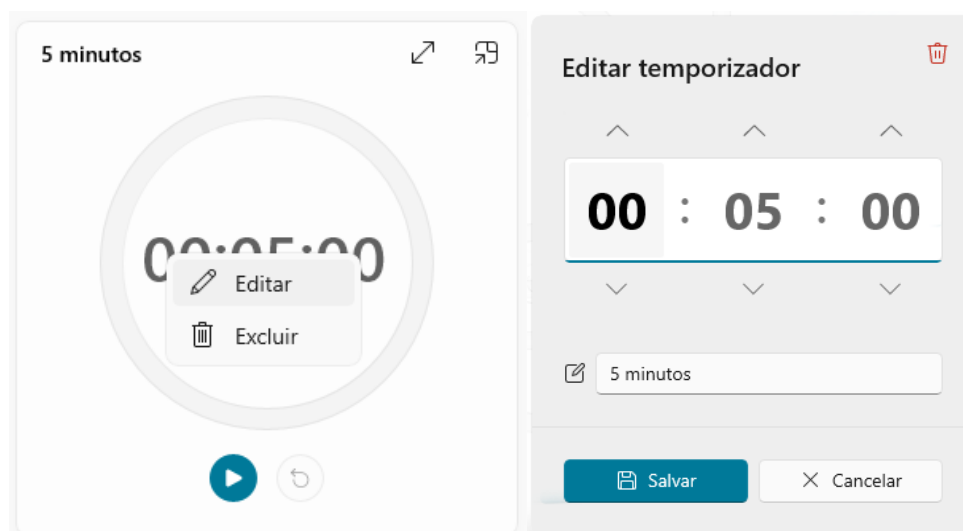 5 minutos
00:05:00
Editar
Excluir
Editar temporizador
00 : 05 : 00
5 minutos
Salvar
Cancelar